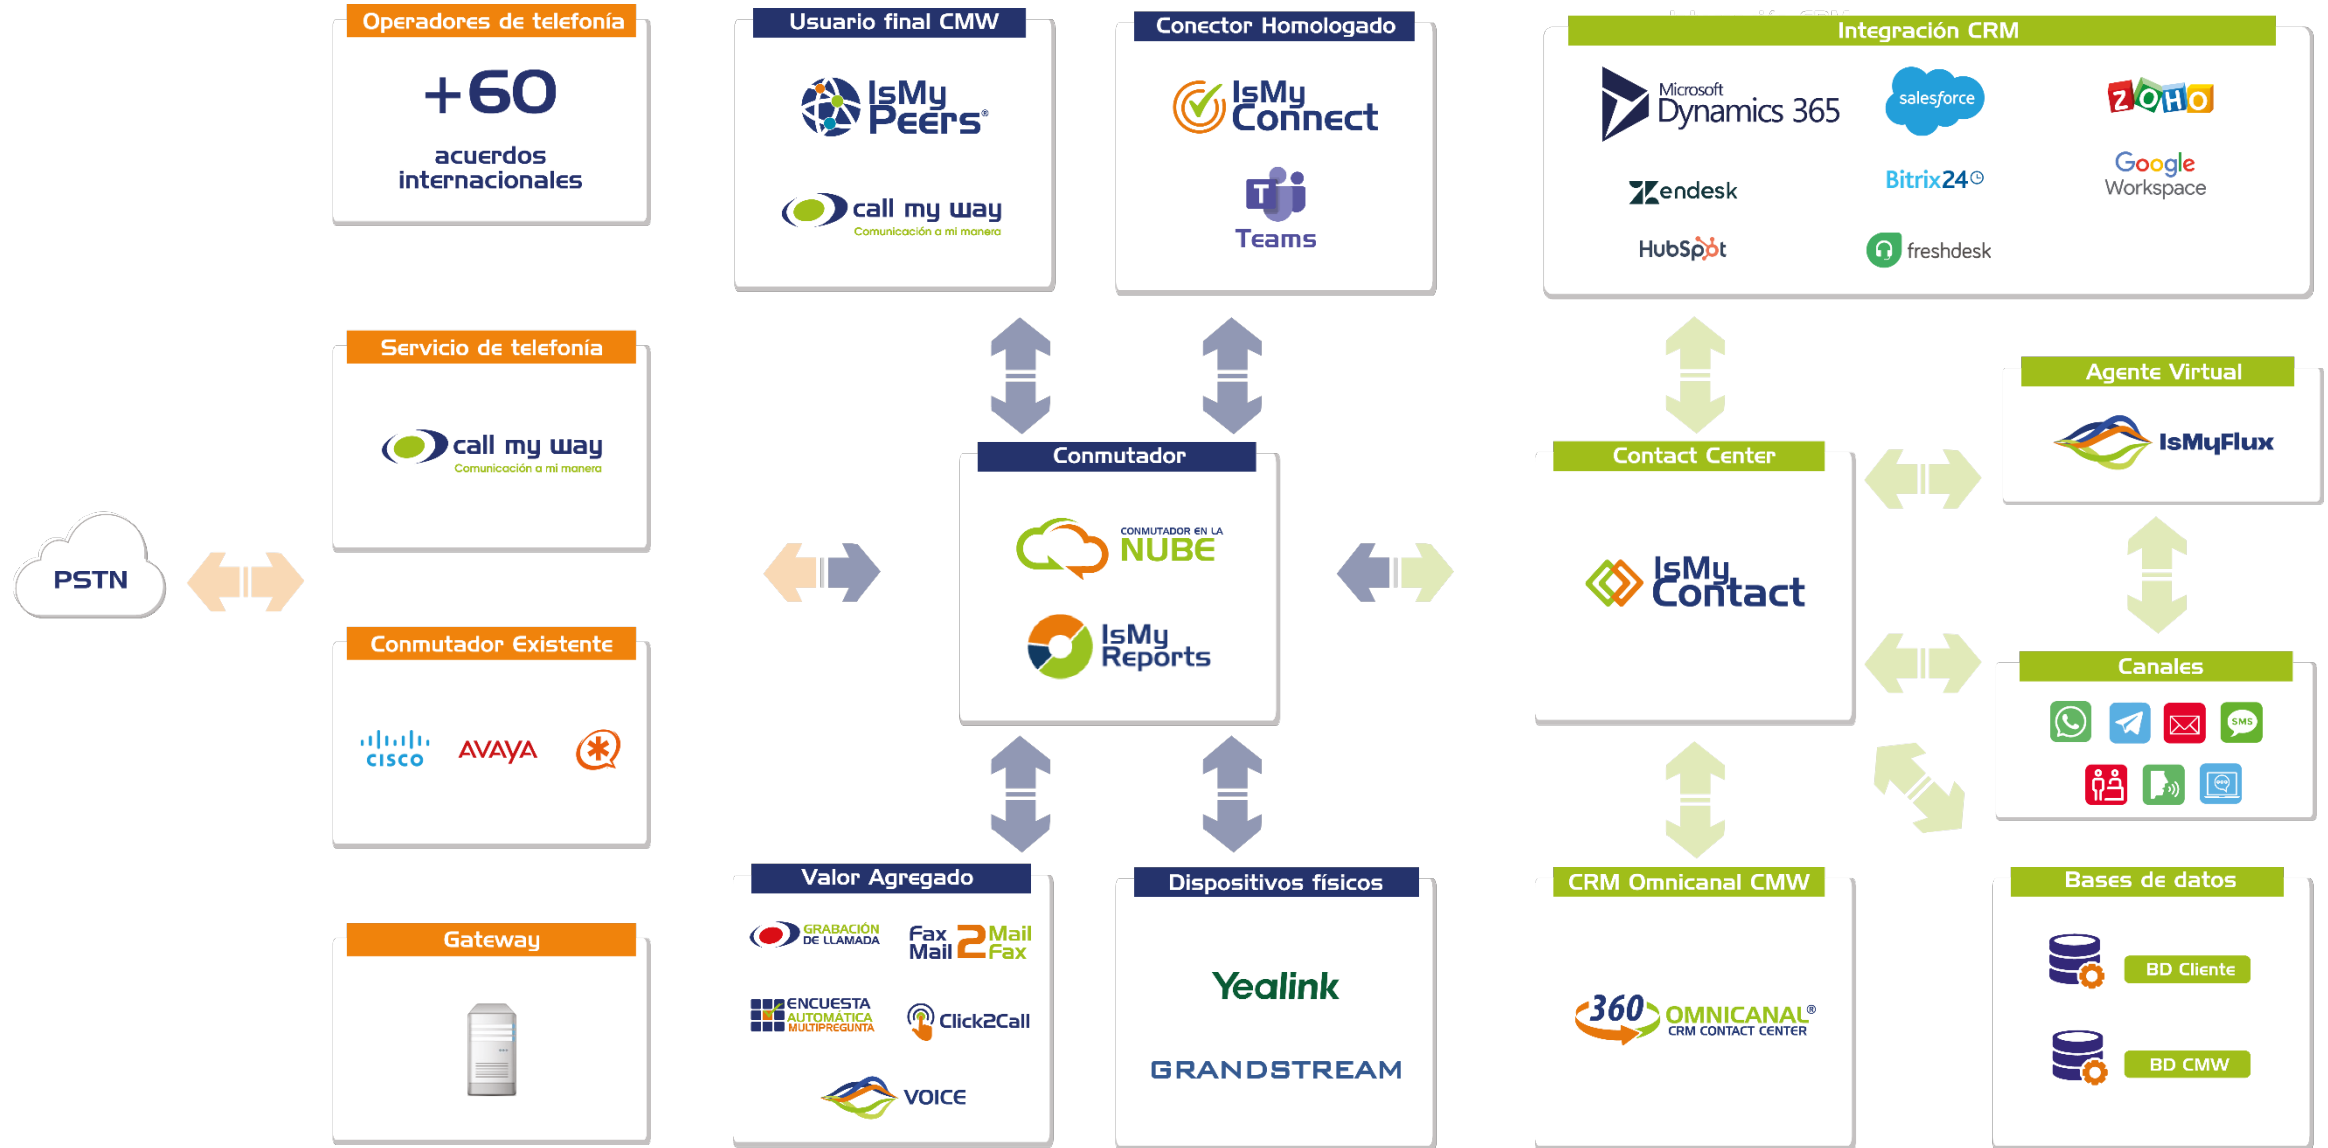 Operadores de telefonía
+60
acuerdos
internacionales
Usuario final CMW
IsMy
Peers®
call my way
Comunicación a mi manera
Conector Homologado
IsMy
Connect
T
Teams
Integración CRM
Microsoft
Dynamics 365
salesforce
ZOHO
Zendesk
Bitrix24
Google
Workspace
HubSpot
freshdesk
Servicio de telefonía
call my way
Comunicación a mi manera
PSTN
Conmutador Existente
CISCO
AVAYA
Gateway
Conmutador
CONMUTADOR EN LA
NUBE
IsMy
Reports
Contact Center
IsMy
Contact
Agente Virtual
IsMyFlux
Canales
SMS
Valor Agregado
GRABACIÓN
DE LLAMADA
Fax 2 Mail
Mail Fax
ENCUESTA
AUTOMÁTICA
MULTIPREGUNTA
Click2Call
VOICE
Dispositivos físicos
Yealink
GRANDSTREAM
CRM Omnicanal CMW
360 OMNICANAL®
CRM CONTACT CENTER
Bases de datos
BD Cliente
BD CMW